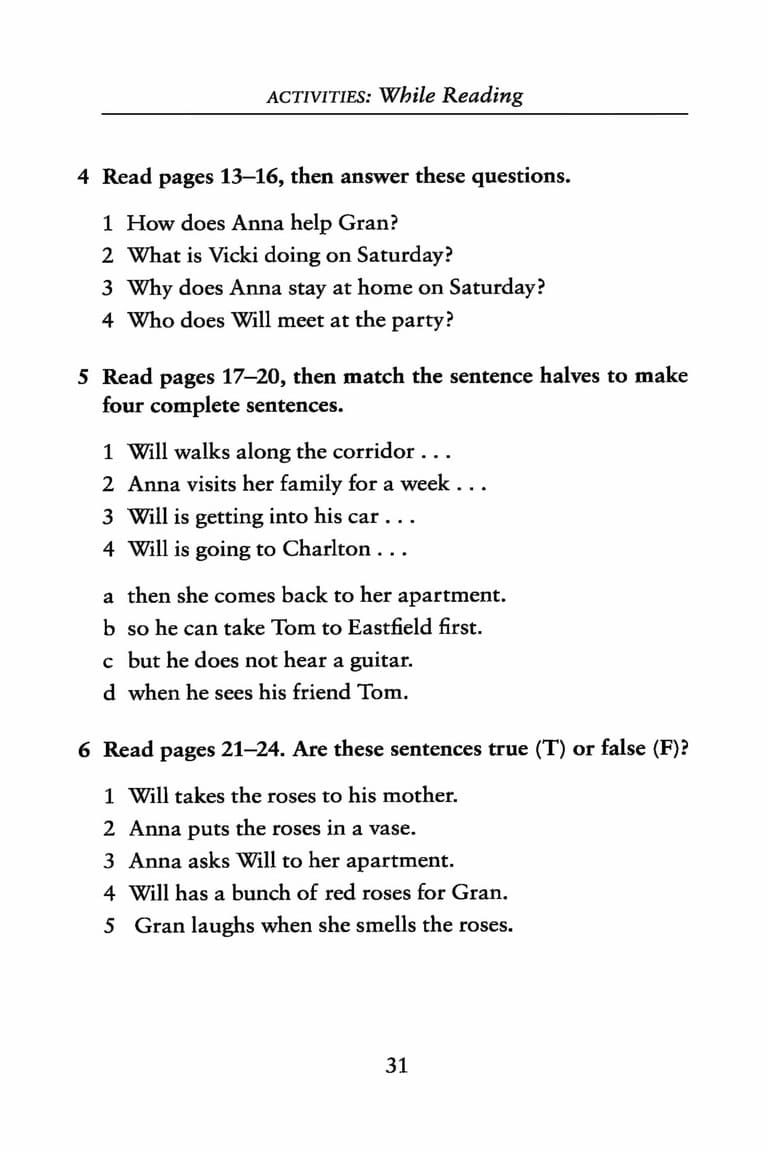 ACTIVITIES: While Reading
4 Read pages 13–16, then answer these questions.
1 How does Anna help Gran?
2 What is Vicki doing on Saturday?
3 Why does Anna stay at home on Saturday?
4 Who does Will meet at the party?
5 Read pages 17–20, then match the sentence halves to make
four complete sentences.
1 Will walks along the corridor . . .
2 Anna visits her family for a week . . .
3 Will is getting into his car . . .
4 Will is going to Charlton . . .
a then she comes back to her apartment.
b so he can take Tom to Eastfield first.
c but he does not hear a guitar.
d when he sees his friend Tom.
6 Read pages 21–24. Are these sentences true (T) or false (F)?
1 Will takes the roses to his mother.
2 Anna puts the roses in a vase.
3 Anna asks Will to her apartment.
4 Will has a bunch of red roses for Gran.
5 Gran laughs when she smells the roses.
31